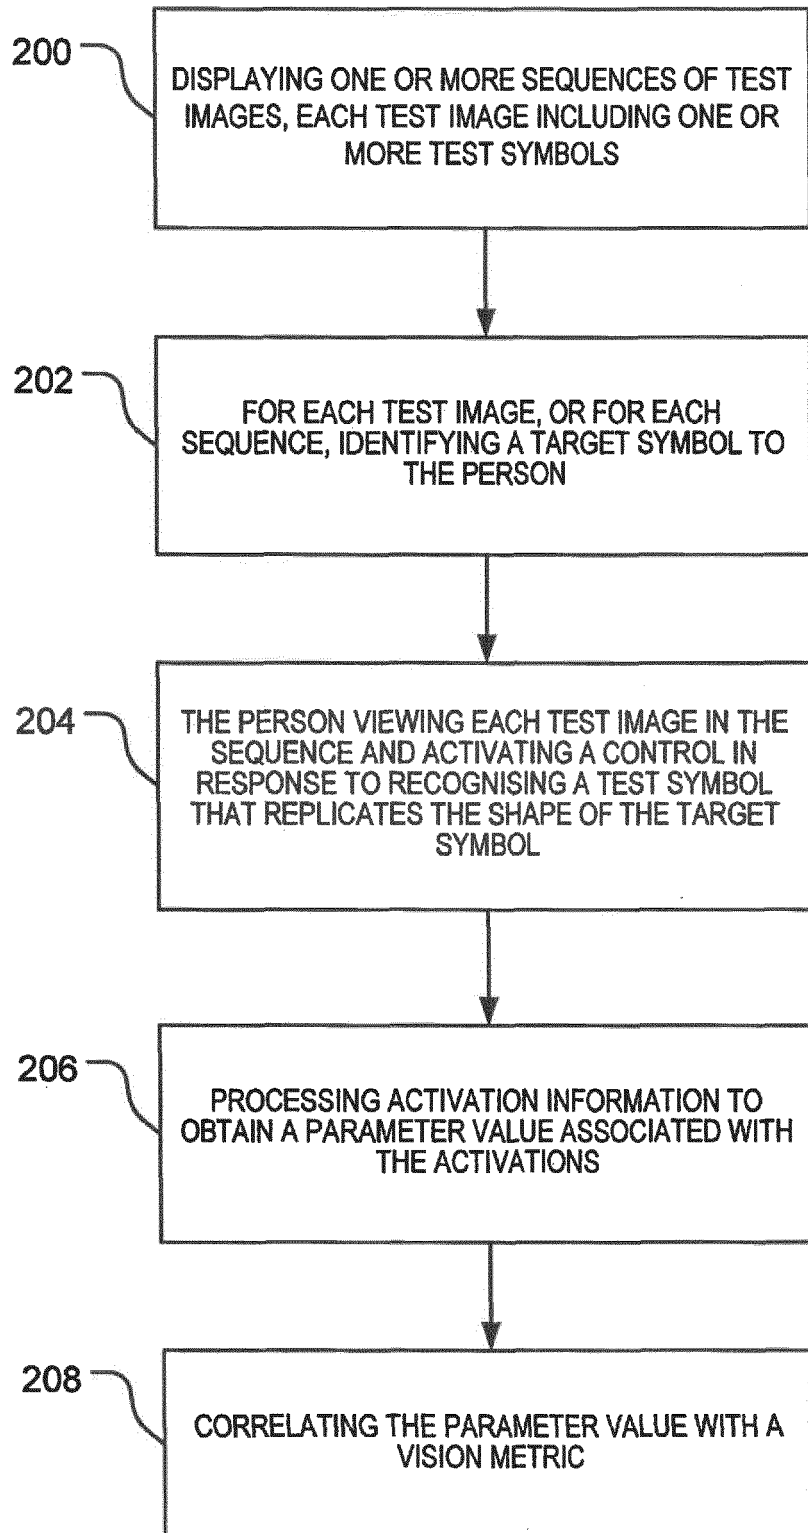 200
DISPLAYING ONE OR MORE SEQUENCES OF TEST
IMAGES, EACH TEST IMAGE INCLUDING ONE OR
MORE TEST SYMBOLS
202
FOR EACH TEST IMAGE, OR FOR EACH
SEQUENCE, IDENTIFYING A TARGET SYMBOL TO
THE PERSON
204
THE PERSON VIEWING EACH TEST IMAGE IN THE
SEQUENCE AND ACTIVATING A CONTROL IN
RESPONSE TO RECOGNISING A TEST SYMBOL
THAT REPLICATES THE SHAPE OF THE TARGET
SYMBOL
206
PROCESSING ACTIVATION INFORMATION TO
OBTAIN A PARAMETER VALUE ASSOCIATED WITH
THE ACTIVATIONS
208
CORRELATING THE PARAMETER VALUE WITH A
VISION METRIC